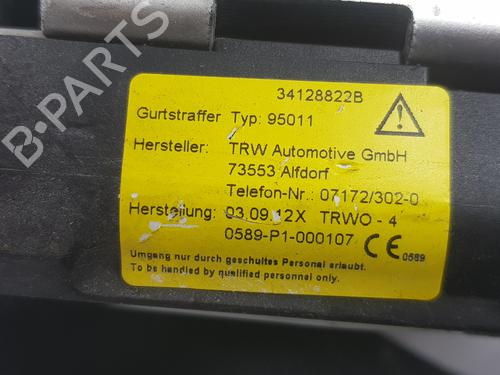 34128822B
Gurtstraffer Typ: 95011
Hersteller: TRW Automotive GmbH
73553 Alfdorf
Telefon-Nr.: 07172/302-0
Herstellung: 03.09.12X TRWO - 4
0589-P1-000107 CE 0589
Umgang nur durch geschultes Personal erlaubt.
To be handled by qualified personnel only.
B-PARTS